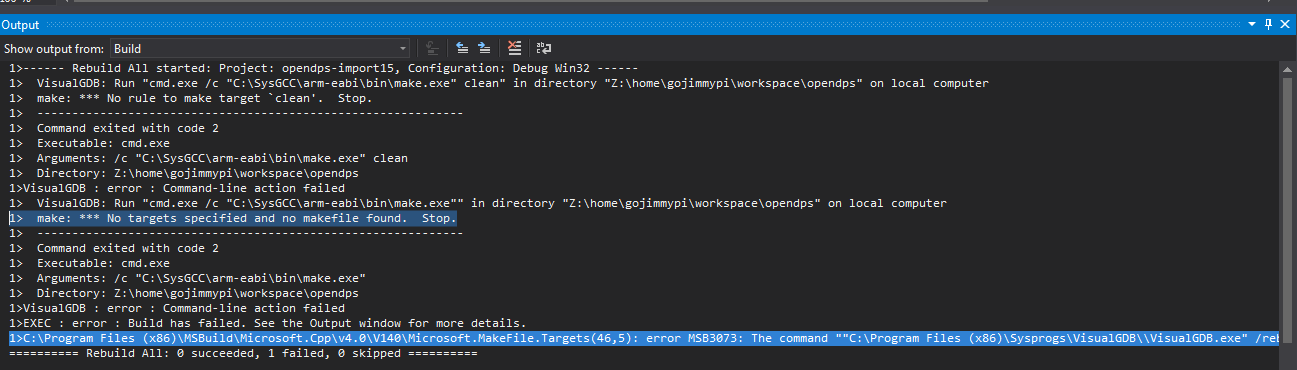 Output
Show output from: Build
1>------ Rebuild All started: Project: opendps-import15, Configuration: Debug Win32 ------
1>  VisualGDB: Run "cmd.exe /c "C:\SysGCC\arm-eabi\bin\make.exe" clean" in directory "Z:\home\gojimmypi\workspace\opendps" on local computer
1>  make: *** No rule to make target `clean'.  Stop.
1>  -------------------------------------------------------------
1>  Command exited with code 2
1>  Executable: cmd.exe
1>  Arguments: /c "C:\SysGCC\arm-eabi\bin\make.exe" clean
1>  Directory: Z:\home\gojimmypi\workspace\opendps
1>VisualGDB : error : Command-line action failed
1>  VisualGDB: Run "cmd.exe /c "C:\SysGCC\arm-eabi\bin\make.exe"" in directory "Z:\home\gojimmypi\workspace\opendps" on local computer
1>  make: *** No targets specified and no makefile found.  Stop.
1>  -------------------------------------------------------------
1>  Command exited with code 2
1>  Executable: cmd.exe
1>  Arguments: /c "C:\SysGCC\arm-eabi\bin\make.exe"
1>  Directory: Z:\home\gojimmypi\workspace\opendps
1>VisualGDB : error : Command-line action failed
1>EXEC : error : Build has failed. See the Output window for more details.
1>C:\Program Files (x86)\MSBuild\Microsoft.Cpp\v4.0\V140\Microsoft.MakeFile.Targets(46,5): error MSB3073: The command ""C:\Program Files (x86)\Sysprogs\VisualGDB\\VisualGDB.exe" /reb
========== Rebuild All: 0 succeeded, 1 failed, 0 skipped ==========